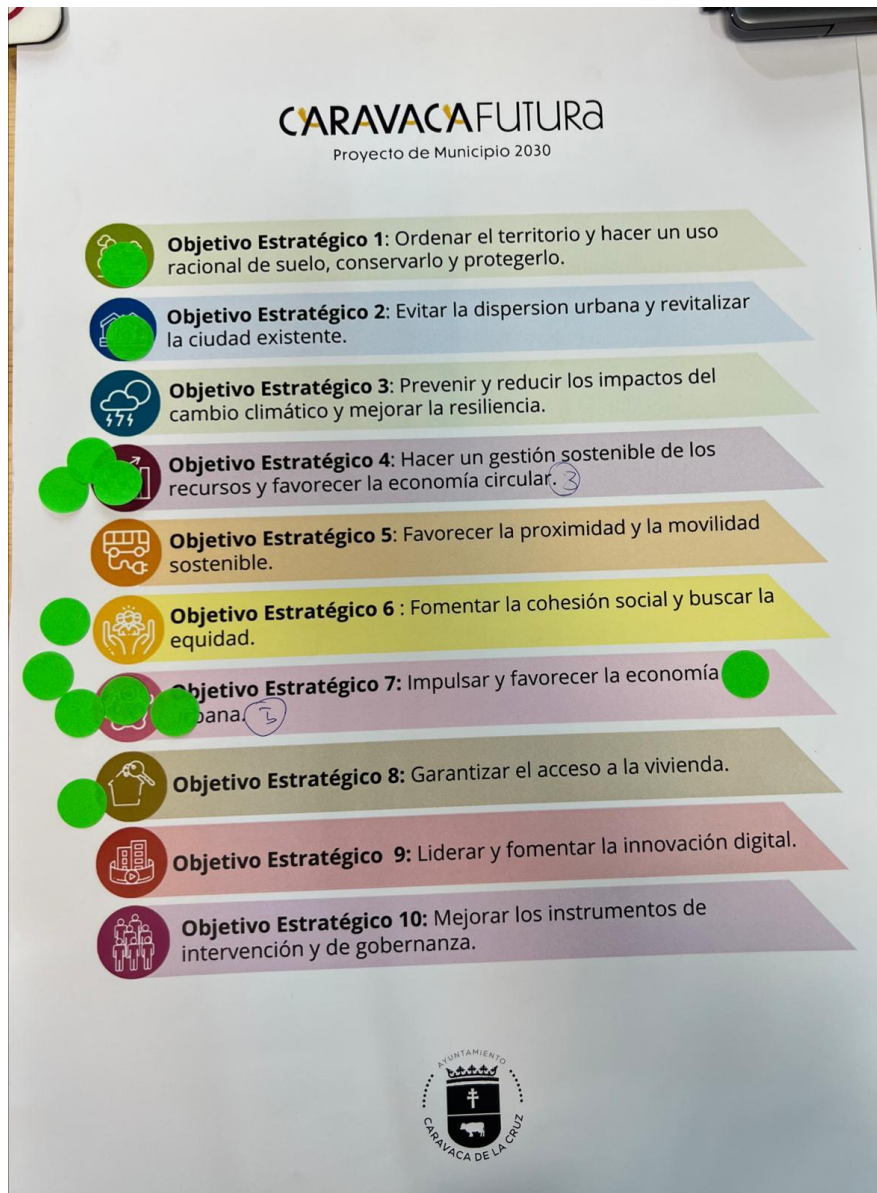 CARAVACAFUTURa
Proyecto de Municipio 2030
Objetivo Estratégico 1: Ordenar el territorio y hacer un uso
racional de suelo, conservarlo y protegerlo.
Objetivo Estratégico 2: Evitar la dispersion urbana y revitalizar
la ciudad existente.
Objetivo Estratégico 3: Prevenir y reducir los impactos del
cambio climático y mejorar la resiliencia.
Objetivo Estratégico 4: Hacer un gestión sostenible de los
recursos y favorecer la economía circular. 3
Objetivo Estratégico 5: Favorecer la proximidad y la movilidad
sostenible.
Objetivo Estratégico 6 : Fomentar la cohesión social y buscar la
equidad.
Objetivo Estratégico 7: Impulsar y favorecer la economía
urbana.
Objetivo Estratégico 8: Garantizar el acceso a la vivienda.
Objetivo Estratégico 9: Liderar y fomentar la innovación digital.
Objetivo Estratégico 10: Mejorar los instrumentos de
intervención y de gobernanza.
AYUNTAMIENTO
CARAVACA DE LA CRUZ